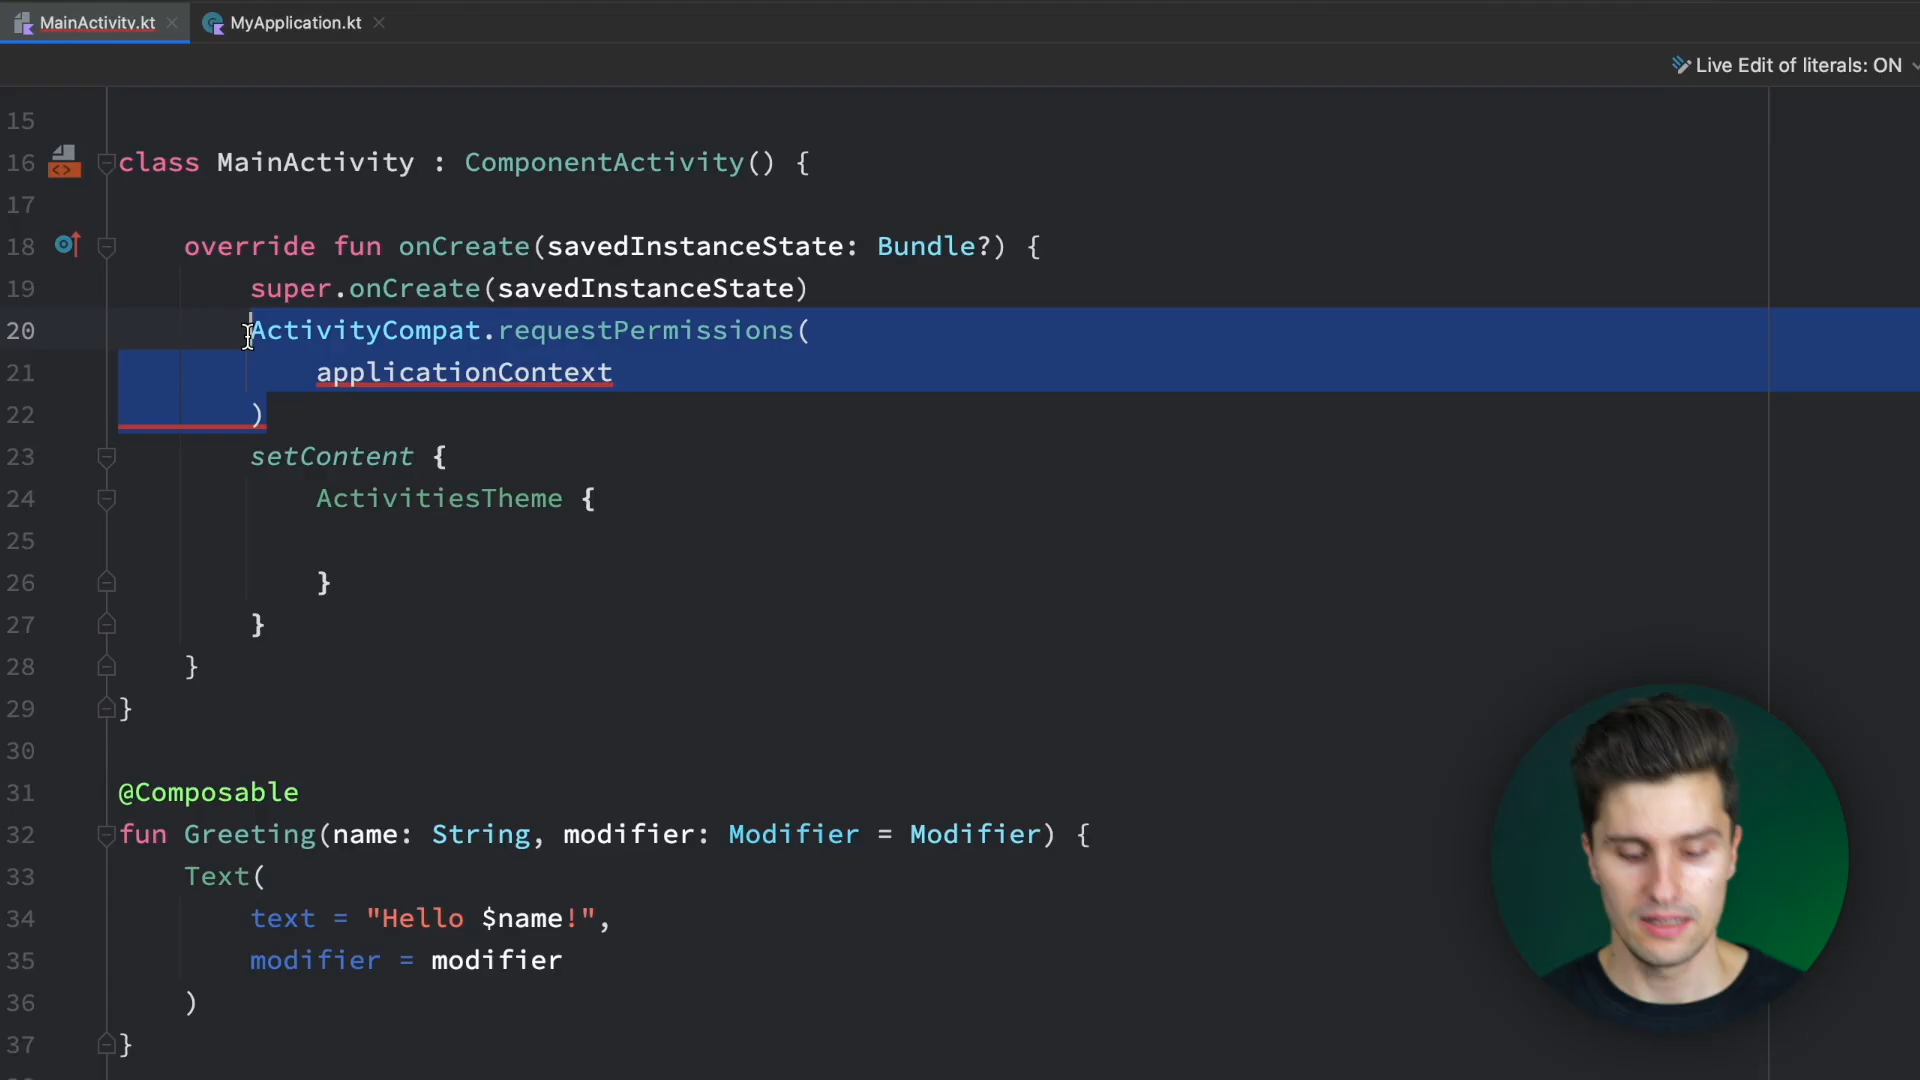 MainActivity.kt
MyApplication.kt
Live Edit of literals: ON
15
16 class MainActivity : ComponentActivity() {
17
18 override fun onCreate(savedInstanceState: Bundle?) {
19 super.onCreate(savedInstanceState)
20 ActivityCompat.requestPermissions(
21 applicationContext
22 )
23 setContent {
24 ActivitiesTheme {
25
26 }
27 }
28 }
29 }
30
31 @Composable
32 fun Greeting(name: String, modifier: Modifier = Modifier) {
33 Text(
34 text = "Hello $name!",
35 modifier = modifier
36 )
37 }